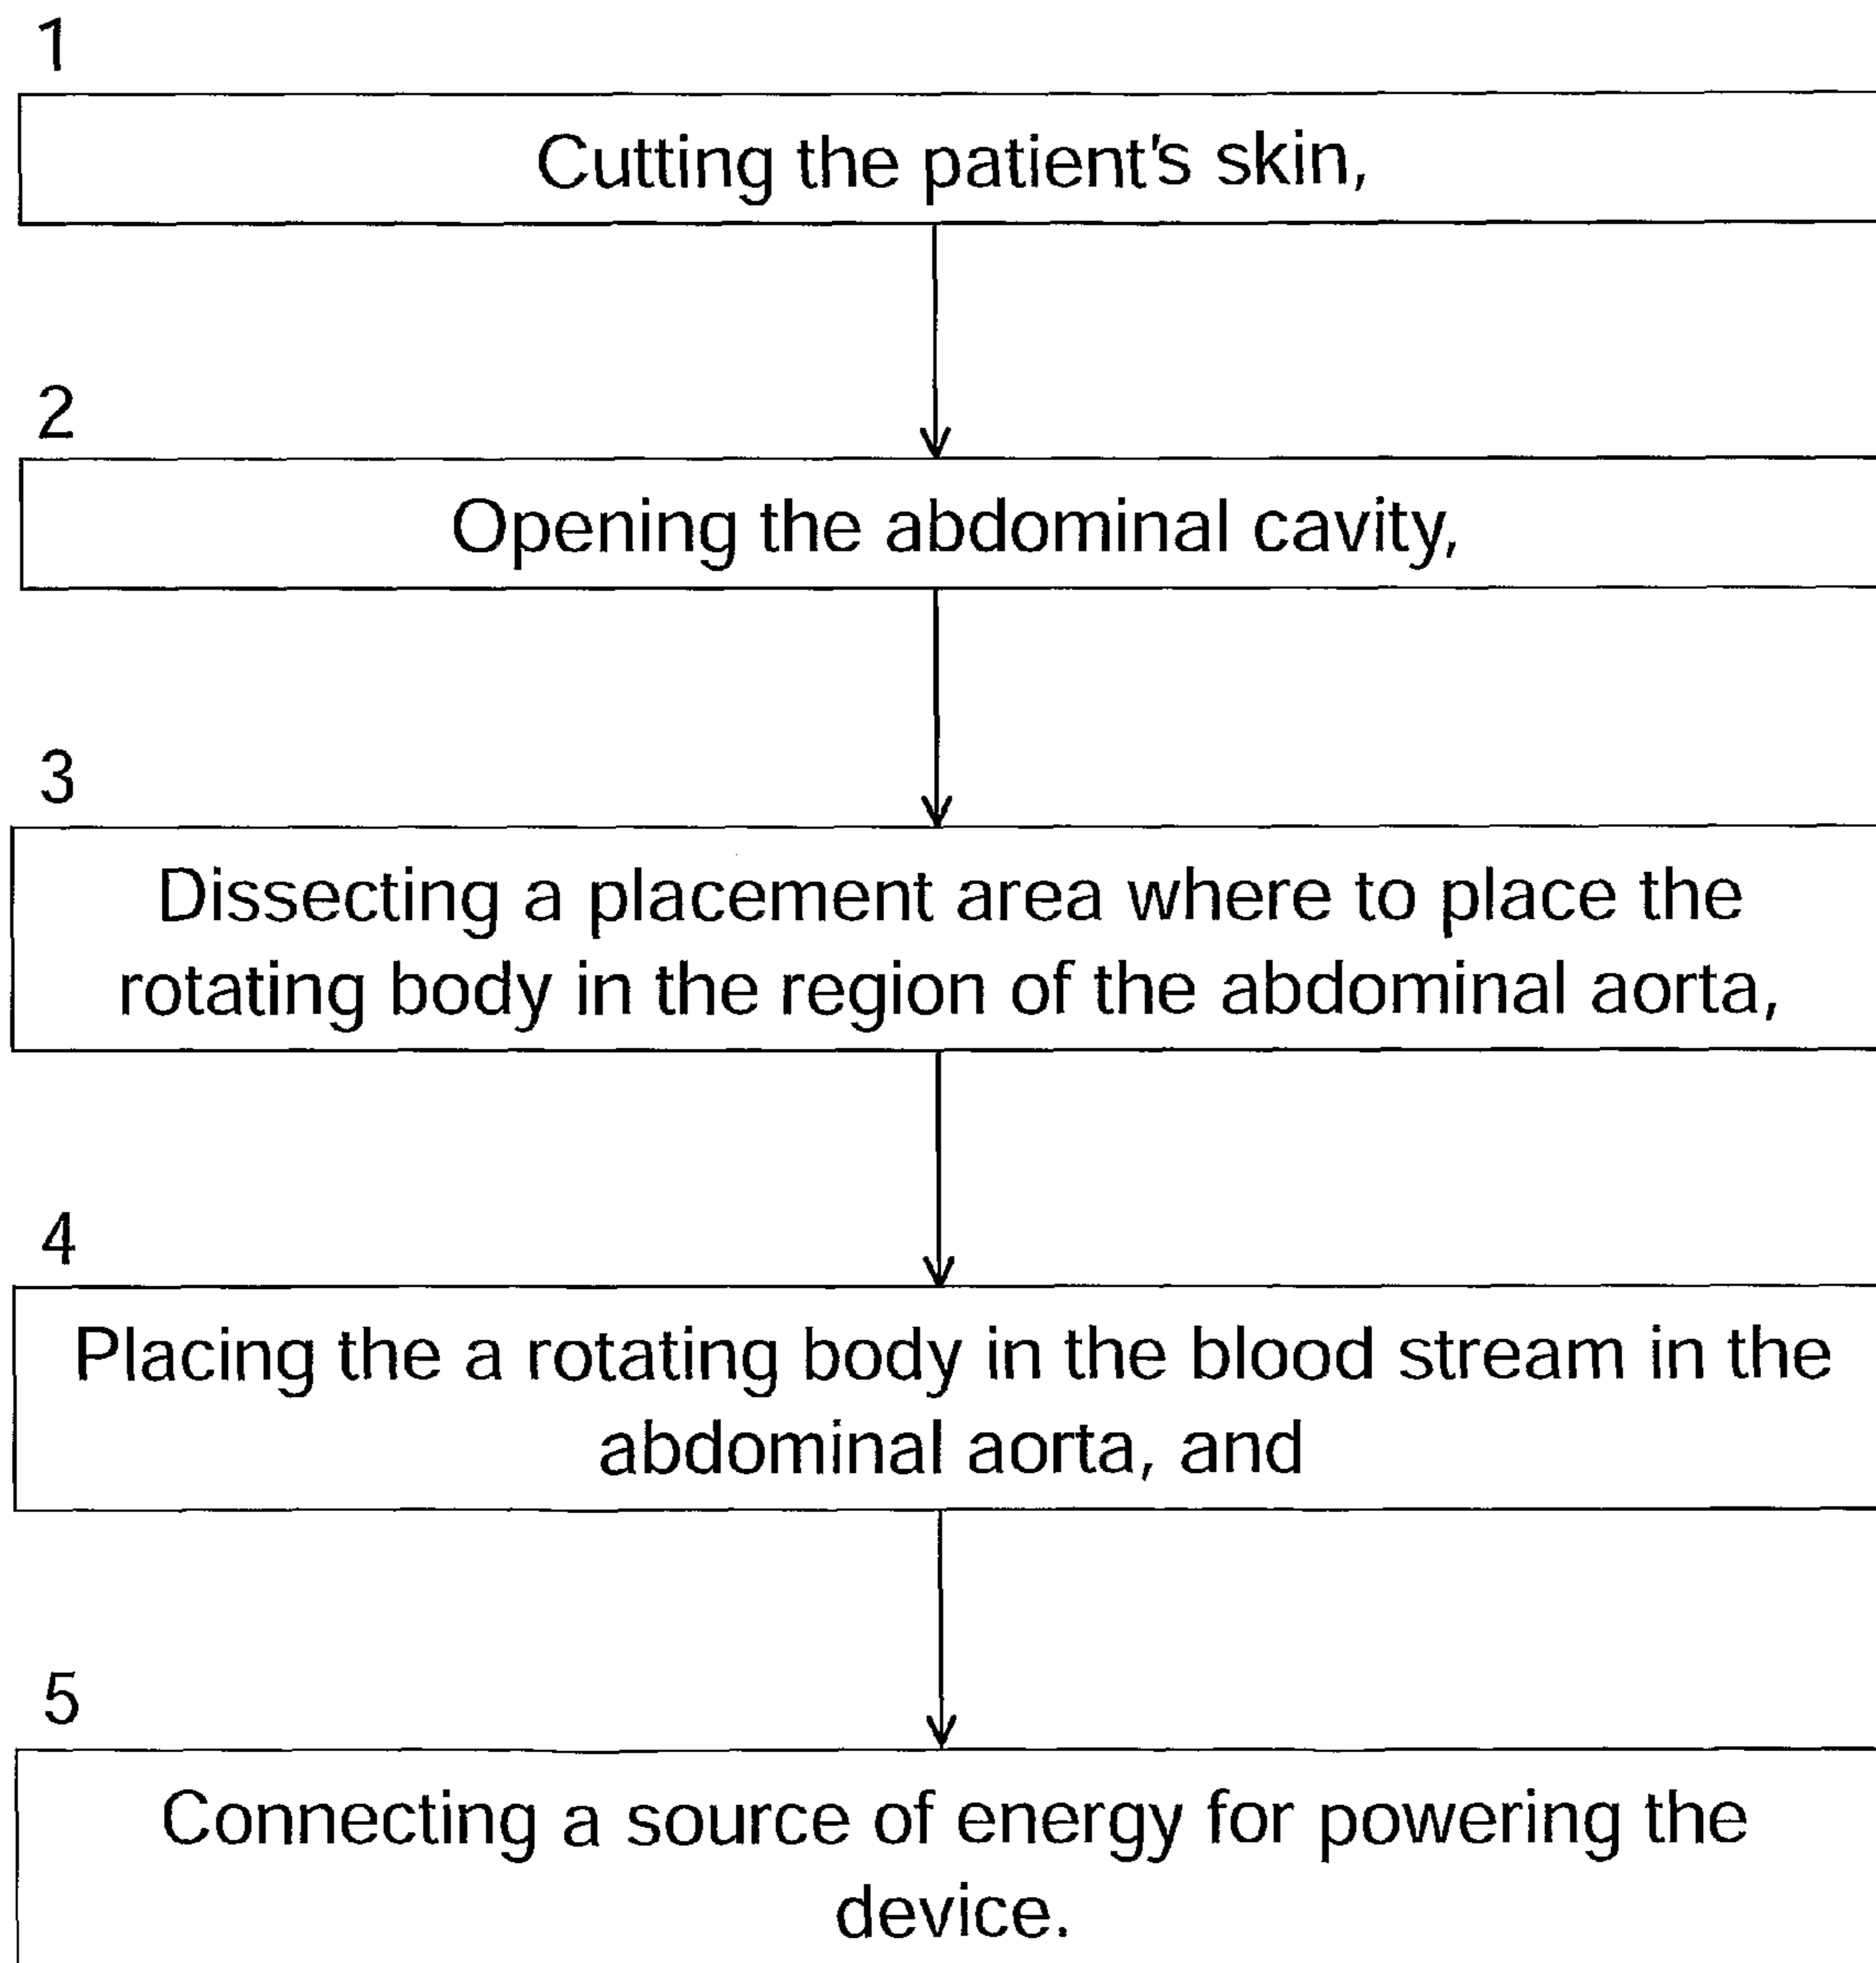 1
Cutting the patient's skin,
2
Opening the abdominal cavity,
3
Dissecting a placement area where to place the
rotating body in the region of the abdominal aorta,
4
Placing the a rotating body in the blood stream in the
abdominal aorta, and
5
Connecting a source of energy for powering the
device.